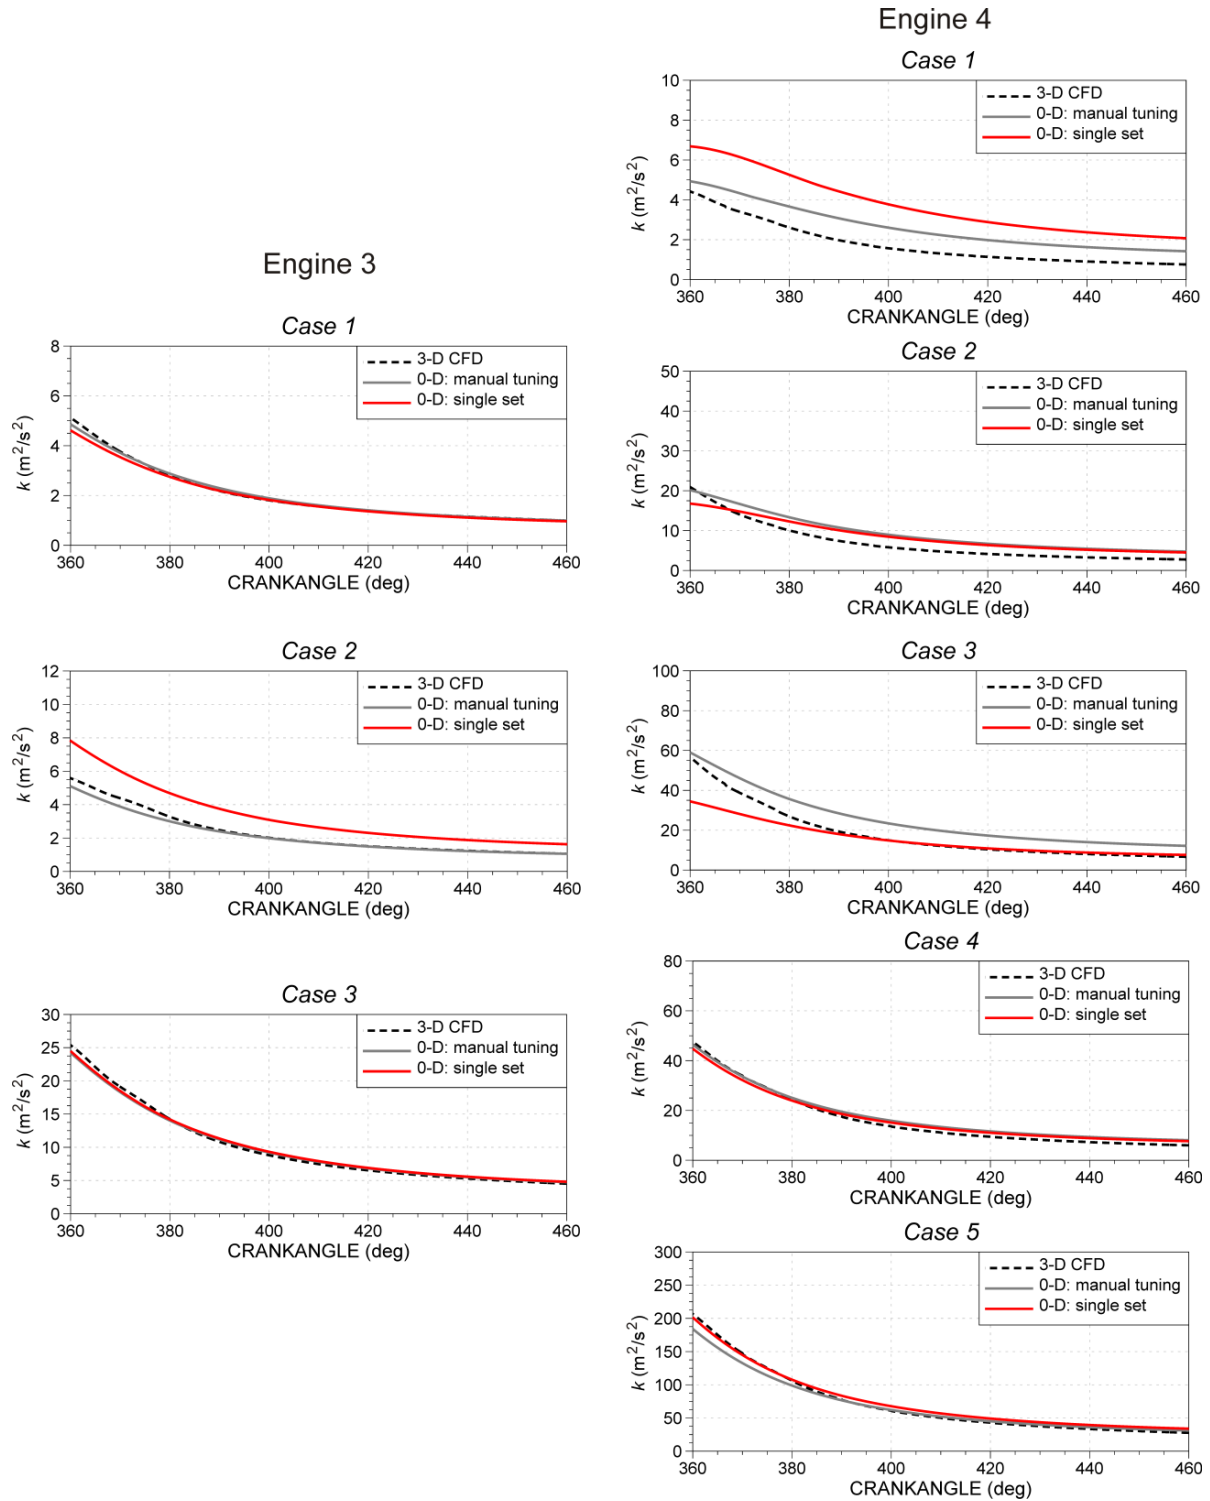 Engine 4
Case 1
10
8
6
4
2
0
k (m²/s²)
3-D CFD
0-D: manual tuning
0-D: single set
360 380 400 420 440 460
CRANKANGLE (deg)
Engine 3
Case 1
8
6
4
2
0
k (m²/s²)
3-D CFD
0-D: manual tuning
0-D: single set
360 380 400 420 440 460
CRANKANGLE (deg)
Case 2
50
40
30
20
10
0
k (m²/s²)
3-D CFD
0-D: manual tuning
0-D: single set
360 380 400 420 440 460
CRANKANGLE (deg)
Case 2
12
10
8
6
4
2
0
k (m²/s²)
3-D CFD
0-D: manual tuning
0-D: single set
360 380 400 420 440 460
CRANKANGLE (deg)
Case 3
100
80
60
40
20
0
k (m²/s²)
3-D CFD
0-D: manual tuning
0-D: single set
360 380 400 420 440 460
CRANKANGLE (deg)
Case 3
30
25
20
15
10
5
0
k (m²/s²)
3-D CFD
0-D: manual tuning
0-D: single set
360 380 400 420 440 460
CRANKANGLE (deg)
Case 4
80
60
40
20
0
k (m²/s²)
3-D CFD
0-D: manual tuning
0-D: single set
360 380 400 420 440 460
CRANKANGLE (deg)
Case 5
300
250
200
150
100
50
0
k (m²/s²)
3-D CFD
0-D: manual tuning
0-D: single set
360 380 400 420 440 460
CRANKANGLE (deg)